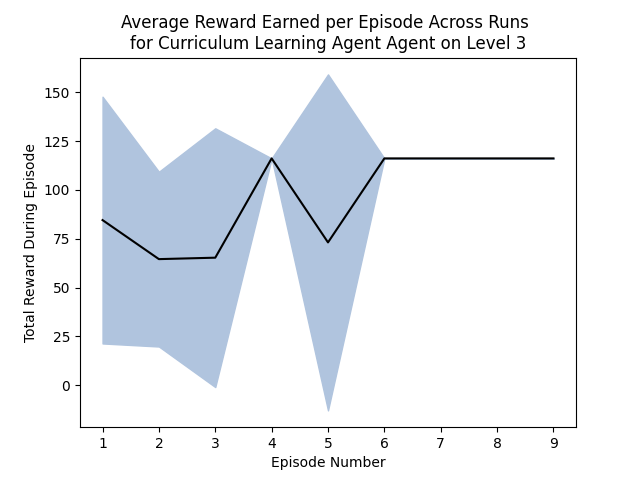 Average Reward Earned per Episode Across Runs
for Curriculum Learning Agent Agent on Level 3
Total Reward During Episode
150
125
100
75
50
25
0
1 2 3 4 5 6 7 8 9
Episode Number